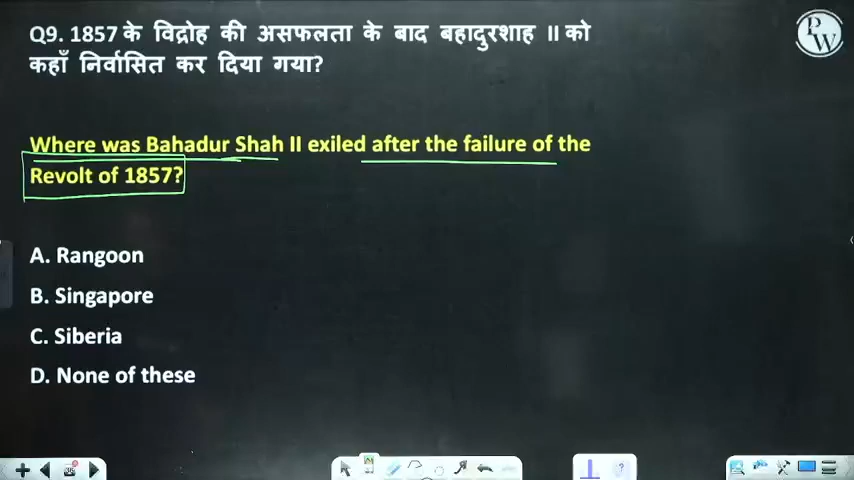 Q9. 1857 के विद्रोह की असफलता के बाद बहादुरशाह II को
कहाँ निर्वासित कर दिया गया?
Where was Bahadur Shah II exiled after the failure of the
Revolt of 1857?
A. Rangoon
B. Singapore
C. Siberia
D. None of these
PW